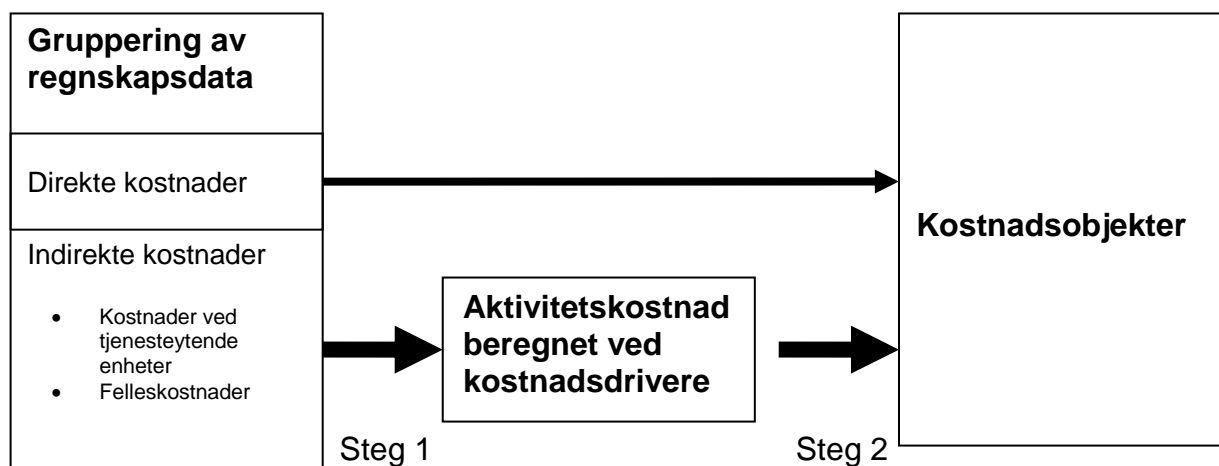 Gruppering av
regnskapsdata
Direkte kostnader
Indirekte kostnader
• Kostnader ved
tjenesteytende
enheter
• Felleskostnader
Steg 1
Aktivitetskostnad
beregnet ved
kostnadsdrivere
Steg 2
Kostnadsobjekter